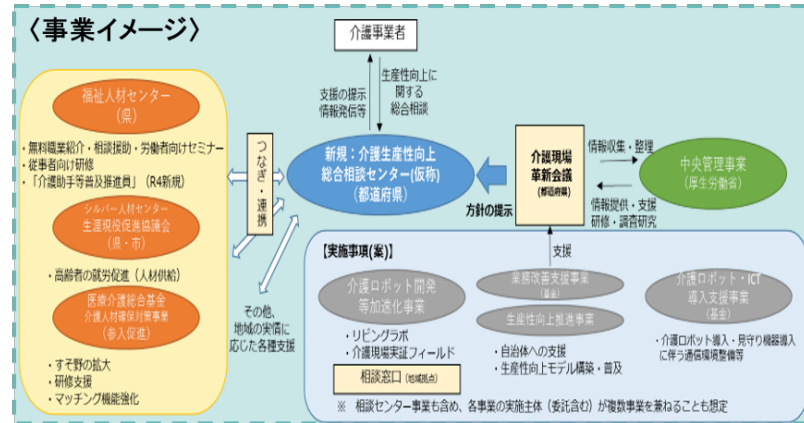 〈事業イメージ〉
介護事業者
支援の提示
情報発信等
生産性向上に
関する
総合相談
福祉人材センター
(県)
・無料職業紹介・相談援助・労働者向けセミナー
・従事者向け研修
・「介護助手等普及推進員」(R4新規)
シルバー人材センター
生涯現役促進協議会
(県・市)
・高齢者の就労促進(人材供給)
医療介護総合基金
介護人材確保対策事業
(参入促進)
・すそ野の拡大
・研修支援
・マッチング機能強化
つなぎ・連携
その他、
地域の実情に
応じた各種支援
新規:介護生産性向上
総合相談センター(仮称)
(都道府県)
方針の提示
介護現場
革新会議
(都道府県)
情報収集・整理
情報提供・支援
研修・調査研究
中央管理事業
(厚生労働省)
支援
【実施事項(案)】
介護ロボット開発
等加速化事業
・リビングラボ
・介護現場実証フィールド
相談窓口(地域拠点)
業務改善支援事業
(基金)
生産性向上推進事業
・自治体への支援
・生産性向上モデル構築・普及
介護ロボット・ICT
導入支援事業
(基金)
・介護ロボット導入・見守り機器導入
に伴う通信環境整備等
※ 相談センター事業も含め、各事業の実施主体(委託含む)が複数事業を兼ねることも想定